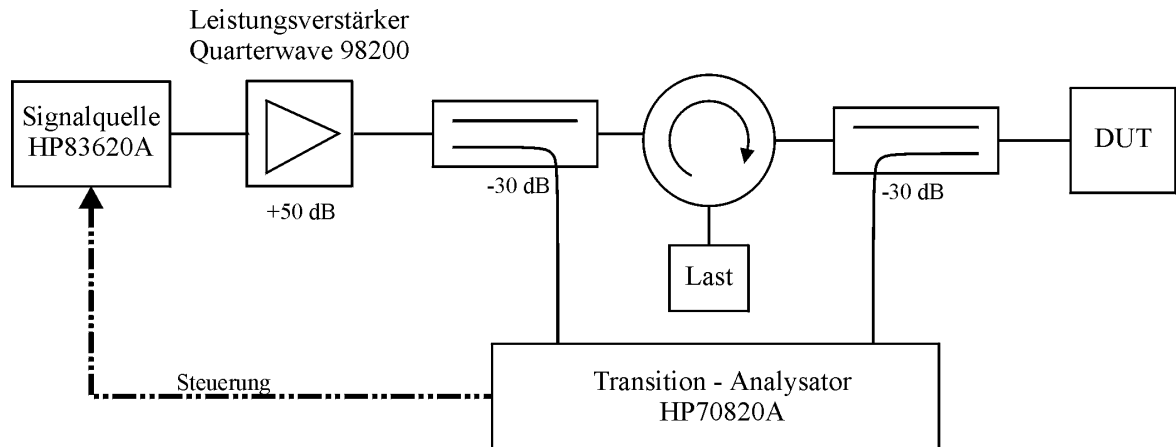 Leistungsverstärker
Quarterwave 98200
Signalquelle
HP83620A
+50 dB
-30 dB
Last
-30 dB
DUT
Steuerung
Transition - Analysator
HP70820A